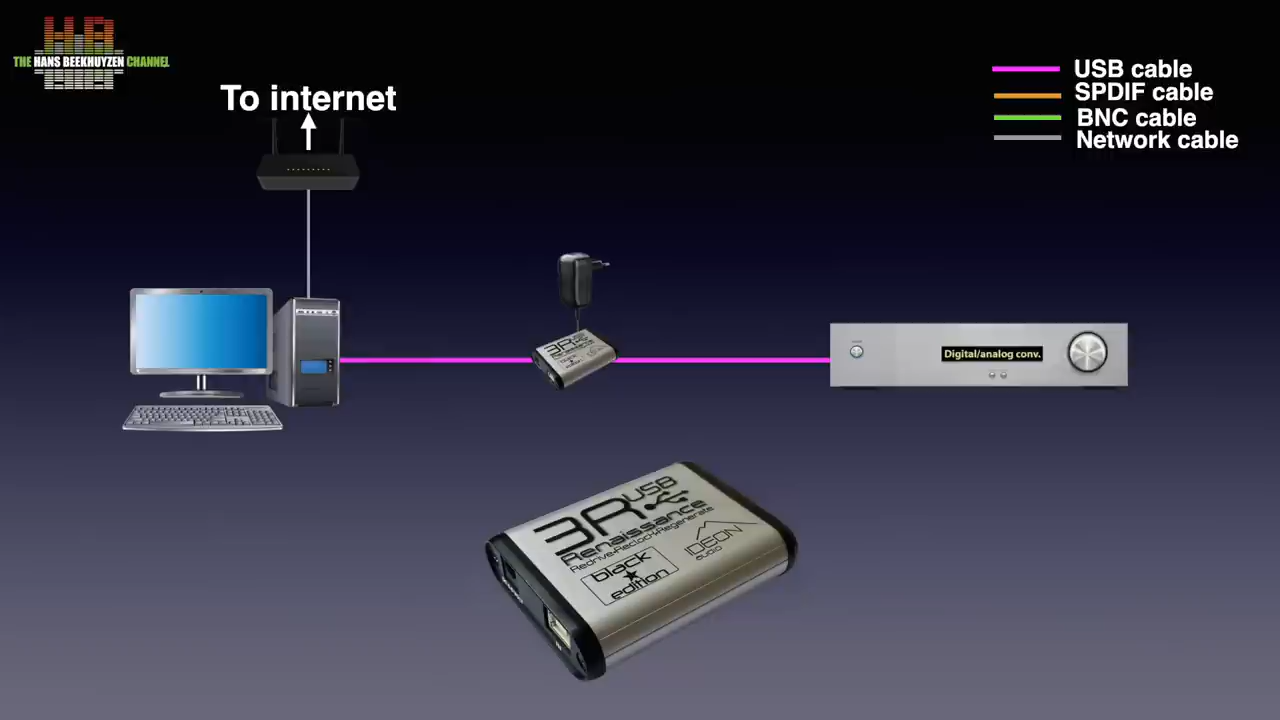 THE HANS BEEKHUYZEN CHANNEL
To internet
USB cable
SPDIF cable
BNC cable
Network cable
Digital/analog conv.
3R USB
Renaissance
Redrive•Reclock•Regenerate
black
edition
IDEON
AUDIO